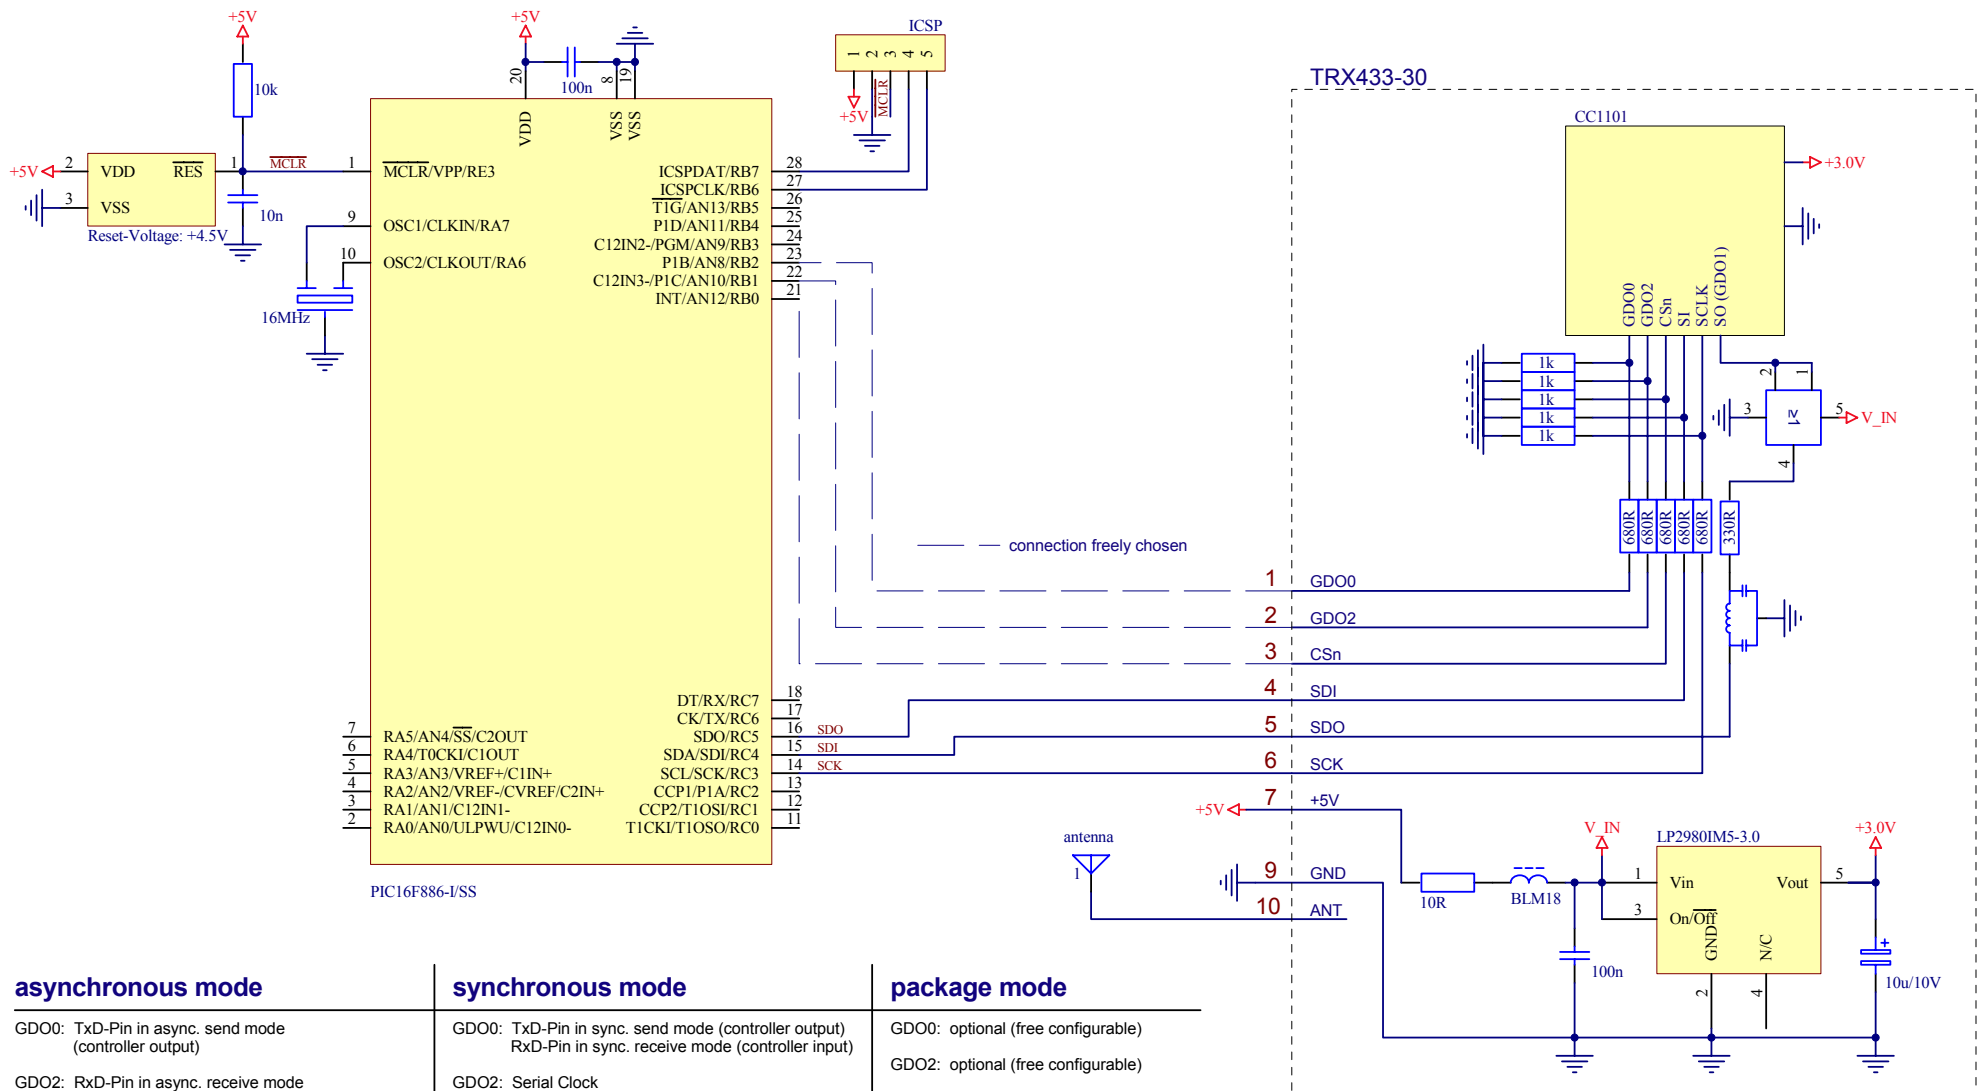 +5V
10k
+5V
2
VDD
RES
1
MCLR
3
VSS
10n
Reset-Voltage: +4.5V
16MHz
+5V
20
100n
8
19
VDD
VSS
VSS
1
MCLR/VPP/RE3
9
OSC1/CLKIN/RA7
10
OSC2/CLKOUT/RA6
ICSPDAT/RB7
28
ICSPCLK/RB6
27
T1G/AN13/RB5
26
P1D/AN11/RB4
25
C12IN2-/PGM/AN9/RB3
24
P1B/AN8/RB2
23
C12IN3-/P1C/AN10/RB1
22
INT/AN12/RB0
21
DT/RX/RC7
18
CK/TX/RC6
17
SDO/RC5
16
SDO
SDA/SDI/RC4
15
SDI
SCL/SCK/RC3
14
SCK
CCP1/P1A/RC2
13
CCP2/T1OSI/RC1
12
T1CKI/T1OSO/RC0
11
7
RA5/AN4/SS/C2OUT
6
RA4/T0CKI/C1OUT
5
RA3/AN3/VREF+/C1IN+
4
RA2/AN2/VREF-/CVREF/C2IN+
3
RA1/AN1/C12IN1-
2
RA0/AN0/ULPWU/C12IN0-
PIC16F886-I/SS
ICSP
1
2
3
4
5
+5V
MCLR
connection freely chosen
TRX433-30
CC1101
+3.0V
GDO0
GDO2
CSn
SI
SCLK
SO (GDO1)
1k
1k
1k
1k
1k
2
1
3
≥1
5
V_IN
4
680R
680R
680R
680R
680R
330R
1
GDO0
2
GDO2
3
CSn
4
SDI
5
SDO
6
SCK
+5V
7
+5V
9
GND
10
ANT
antenna
1
10R
BLM18
V_IN
100n
LP2980IM5-3.0
1
Vin
Vout
5
3
On/Off
GND
N/C
2
4
+3.0V
+
10u/10V
asynchronous mode
GDO0: TxD-Pin in async. send mode
(controller output)
GDO2: RxD-Pin in async. receive mode
synchronous mode
GDO0: TxD-Pin in sync. send mode (controller output)
RxD-Pin in sync. receive mode (controller input)
GDO2: Serial Clock
package mode
GDO0: optional (free configurable)
GDO2: optional (free configurable)